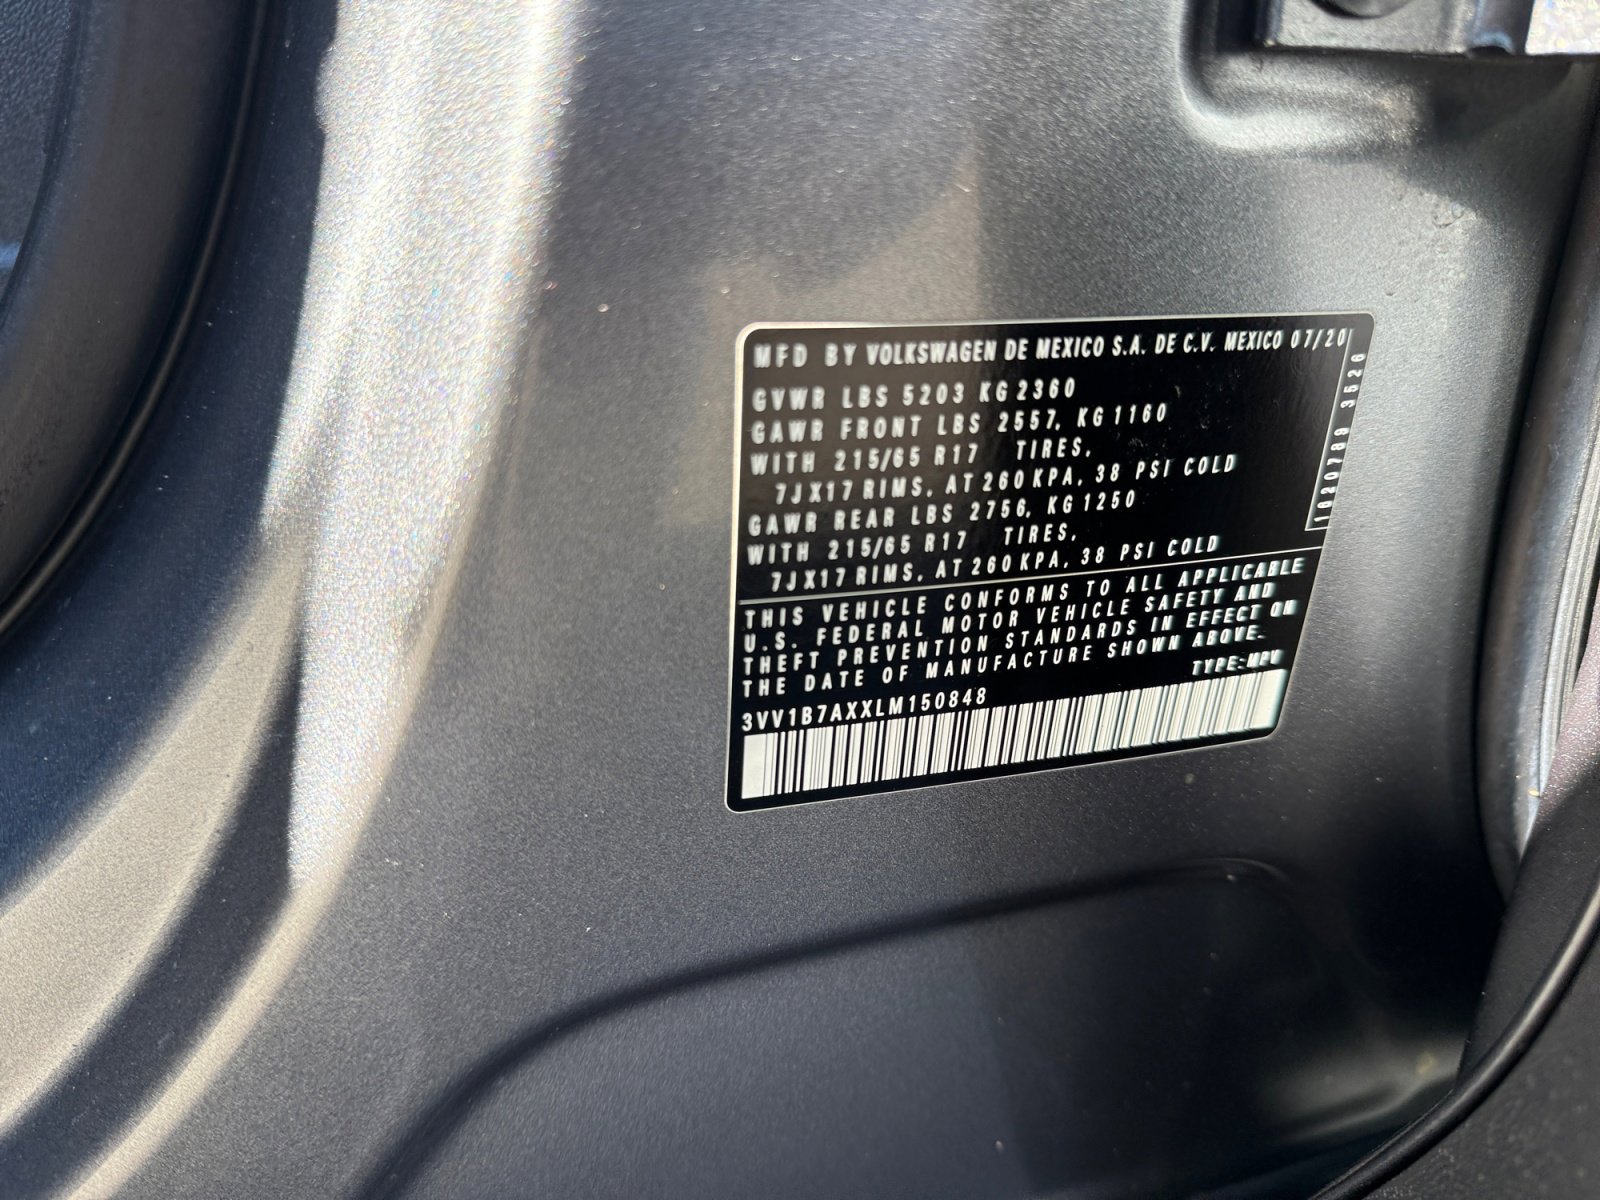 MFD BY VOLKSWAGEN DE MEXICO S.A. DE C.V. MEXICO 07/20
GVWR LBS 5203 KG 2360
GAWR FRONT LBS 2557, KG 1160
WITH 215/65 R17 TIRES,
7JX17 RIMS, AT 260 KPA, 38 PSI COLD
GAWR REAR LBS 2756, KG 1250
WITH 215/65 R17 TIRES,
7JX17 RIMS, AT 260 KPA, 38 PSI COLD
1620789 3526
THIS VEHICLE CONFORMS TO ALL APPLICABLE
U.S. FEDERAL MOTOR VEHICLE SAFETY AND
THEFT PREVENTION STANDARDS IN EFFECT ON
THE DATE OF MANUFACTURE SHOWN ABOVE.
TYPE:MPV
3VV1B7AXXLM150848